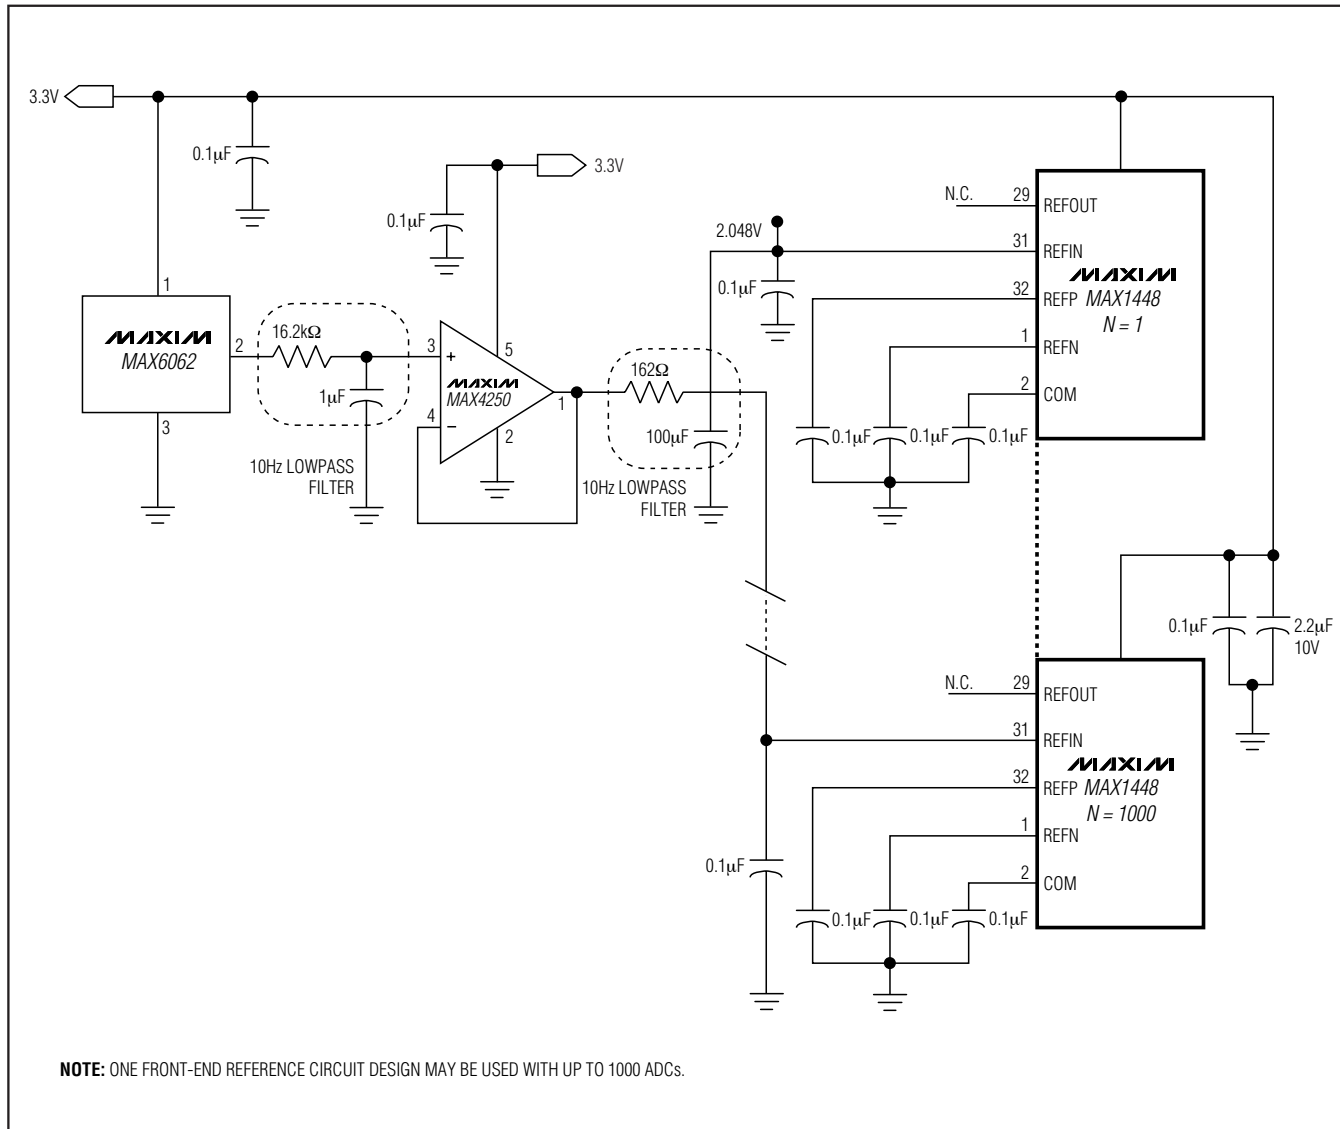 3.3V
0.1µF
3.3V
0.1µF
1
MAXIM
MAX6062
2
3
16.2kΩ
1µF
10Hz LOWPASS
FILTER
3
+
4
−
5
MAXIM
MAX4250
1
2
162Ω
100µF
10Hz LOWPASS
FILTER
2.048V
0.1µF
N.C.
29
REFOUT
31
REFIN
MAXIM
32
REFP
MAX1448
N = 1
1
REFN
2
COM
0.1µF
0.1µF
0.1µF
0.1µF
2.2µF
10V
N.C.
29
REFOUT
31
REFIN
MAXIM
32
REFP
MAX1448
N = 1000
1
REFN
2
COM
0.1µF
0.1µF
0.1µF
0.1µF
NOTE: ONE FRONT-END REFERENCE CIRCUIT DESIGN MAY BE USED WITH UP TO 1000 ADCs.